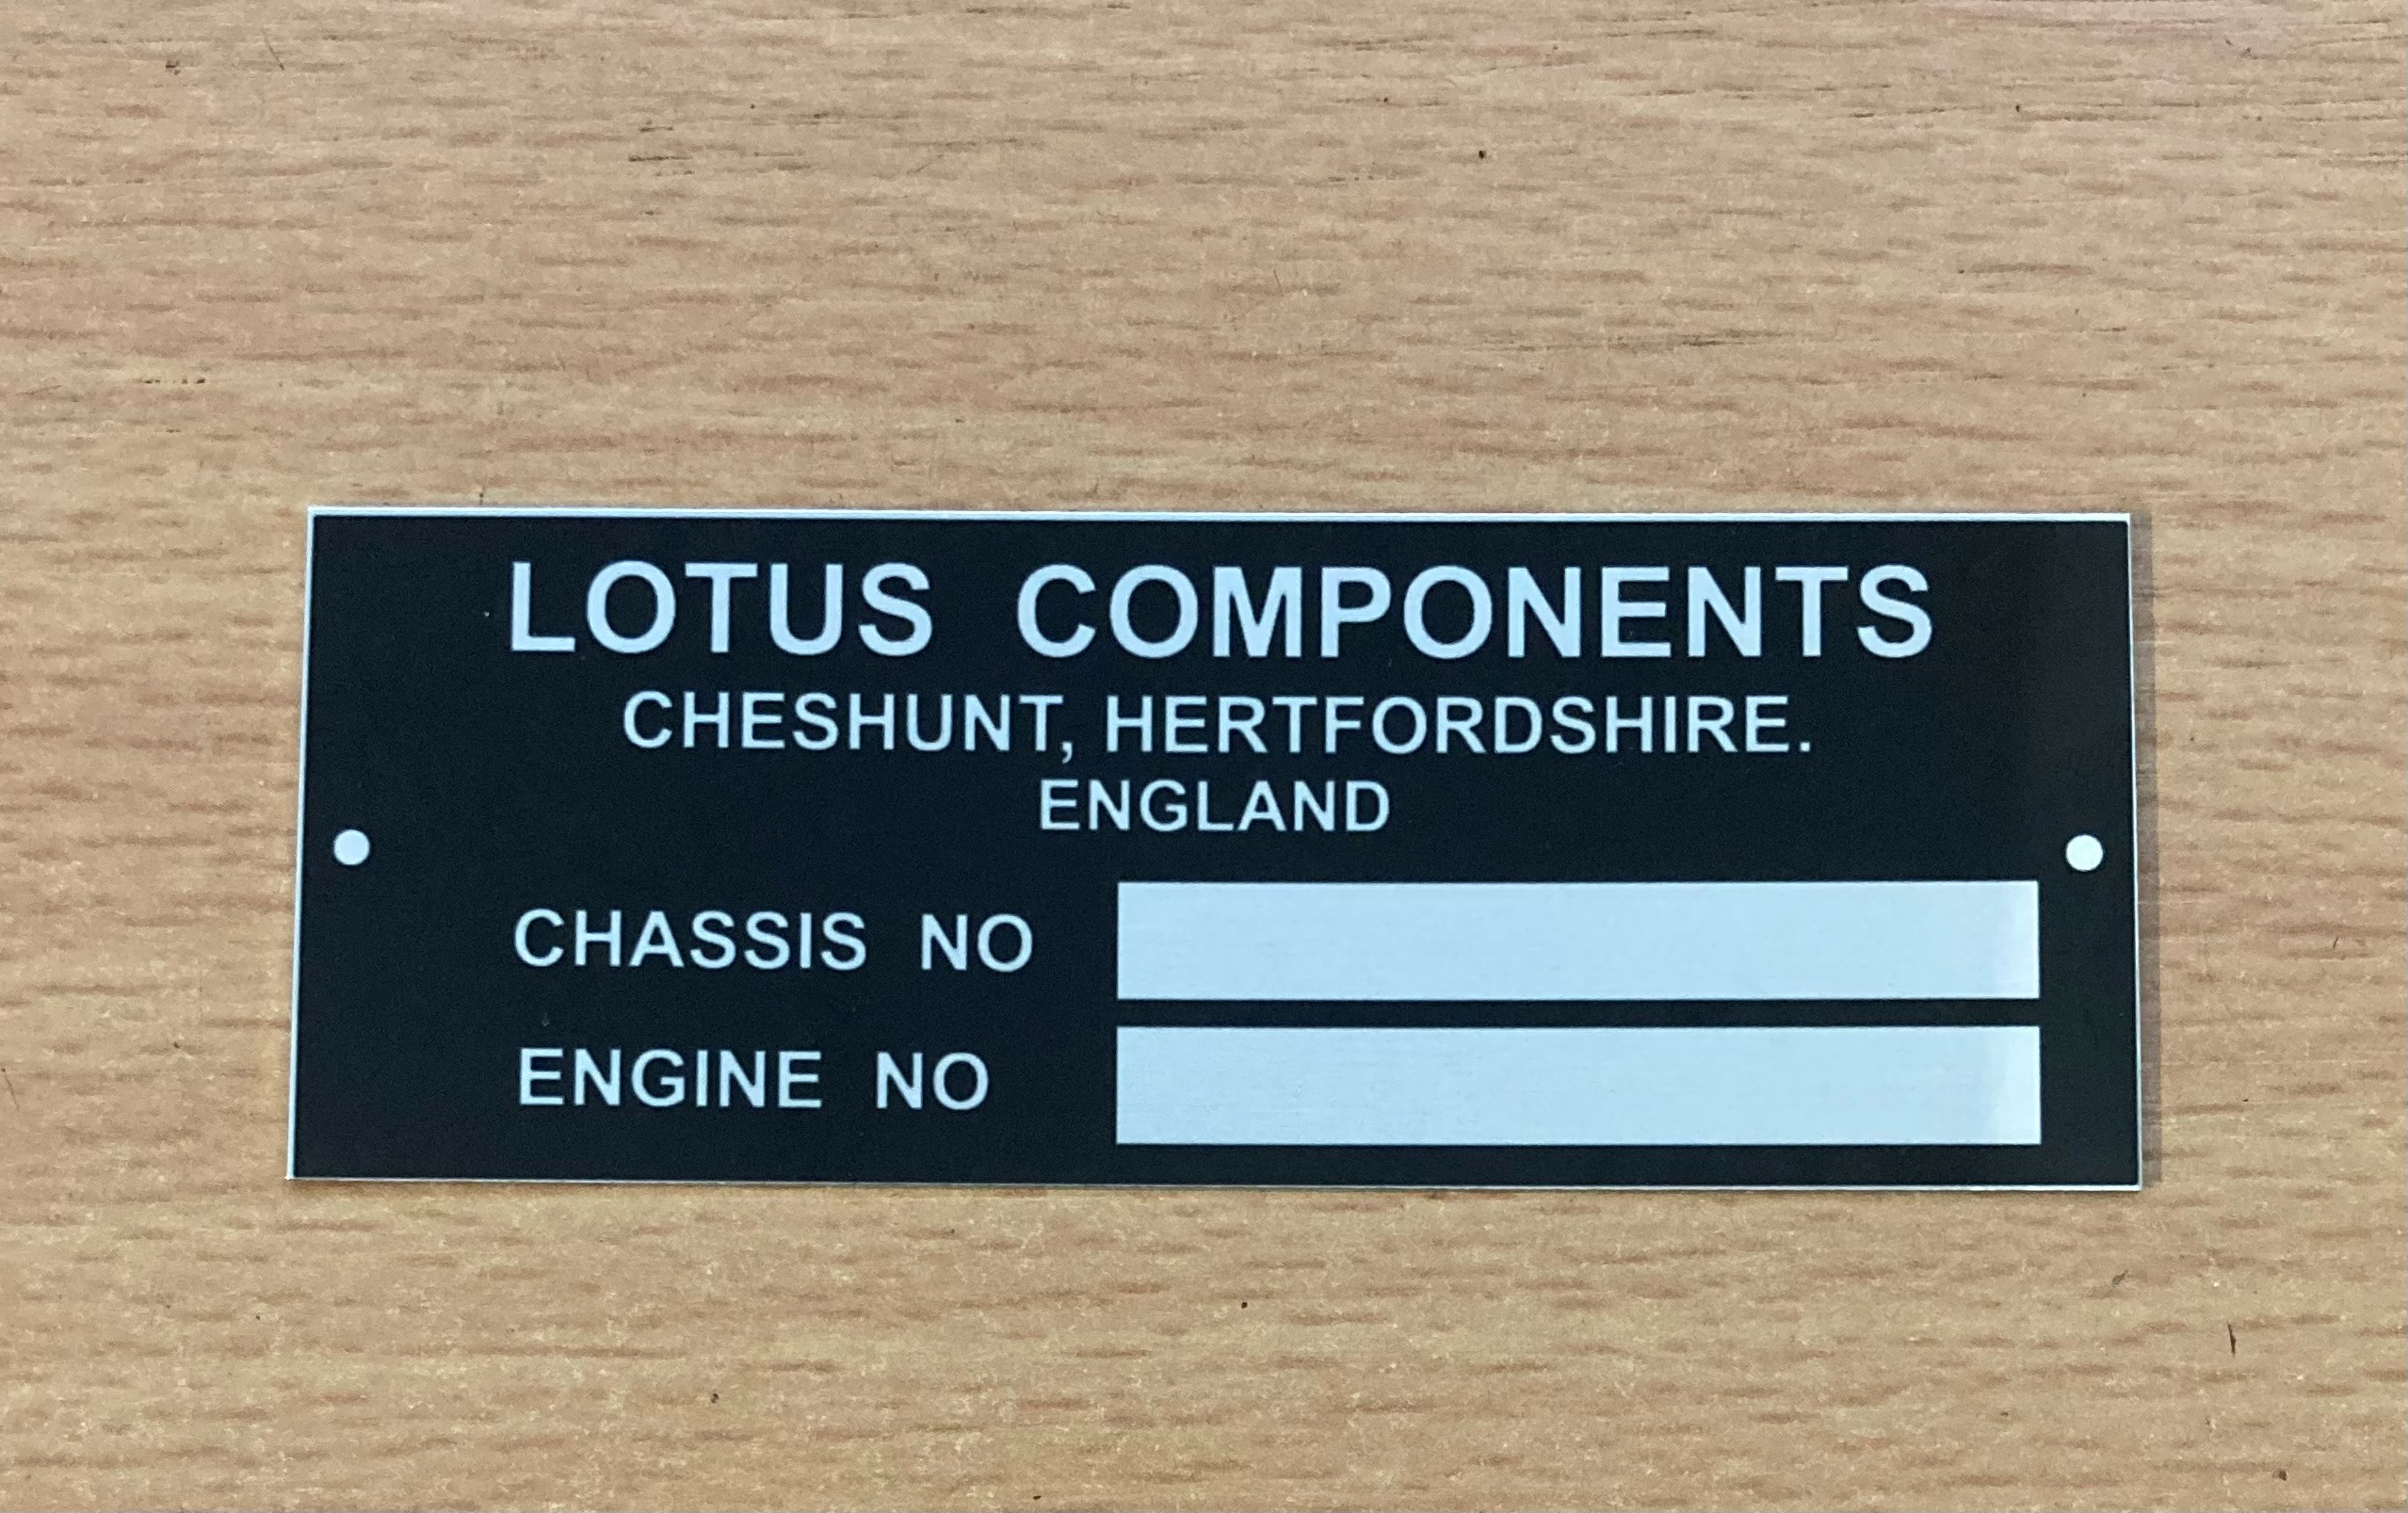 LOTUS COMPONENTS
CHESHUNT, HERTFORDSHIRE.
ENGLAND
CHASSIS NO
ENGINE NO